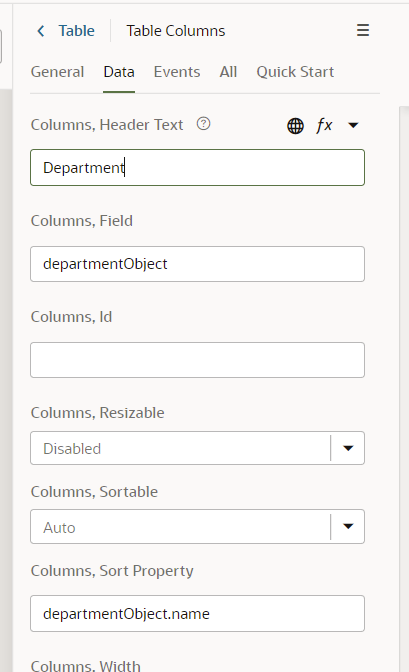 Table Table Columns
General Data Events All Quick Start
Columns, Header Text ? fx
Department
Columns, Field
departmentObject
Columns, Id
Columns, Resizable
Disabled
Columns, Sortable
Auto
Columns, Sort Property
departmentObject.name
Columns, Width